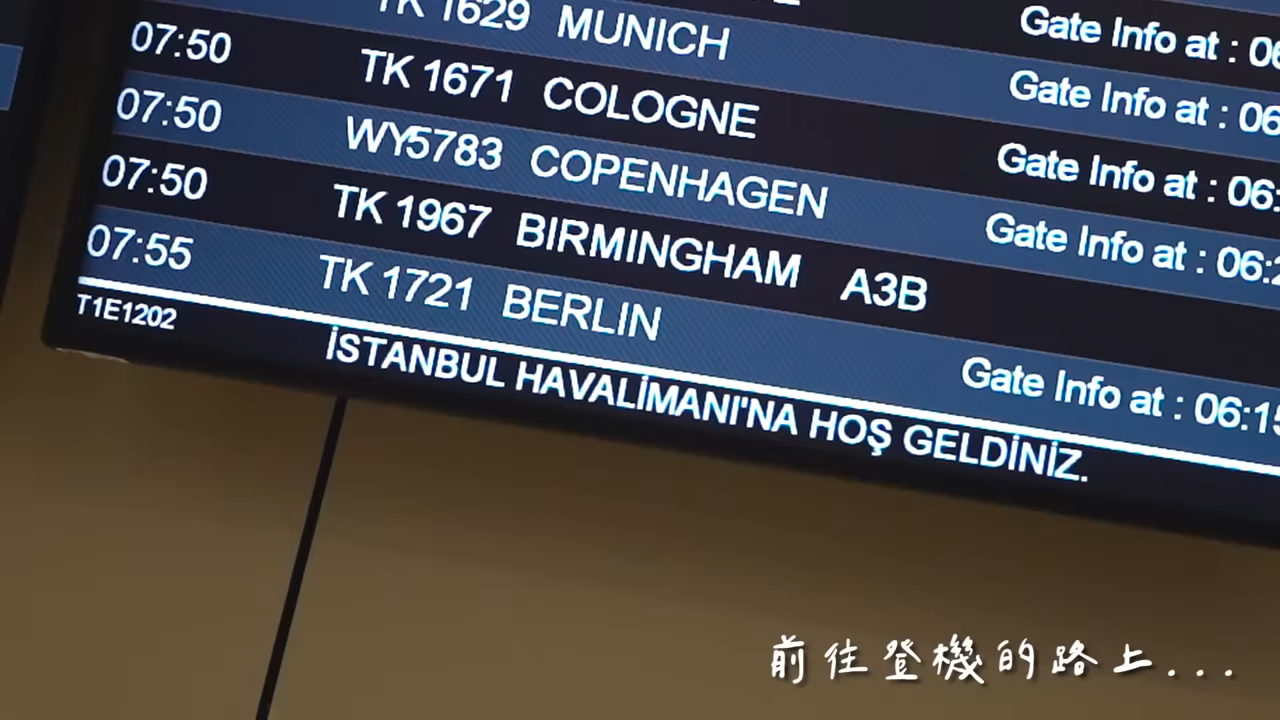 Gate Info at : 06
TK 1629 MUNICH Gate Info at : 06
07:50 TK 1671 COLOGNE Gate Info at : 06:
07:50 WY5783 COPENHAGEN Gate Info at : 06:2
07:50 TK 1967 BIRMINGHAM A3B
07:55 TK 1721 BERLIN Gate Info at : 06:15
T1E1202
İSTANBUL HAVALİMANI'NA HOŞ GELDİNİZ.
前往登機的路上...